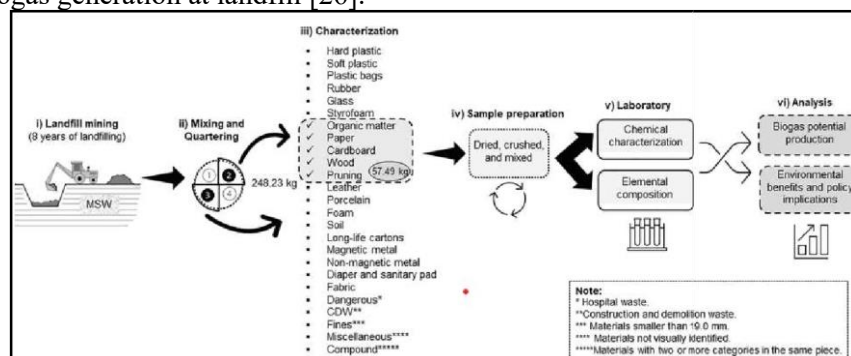 ogas generation at landfill [20].
iii) Characterization
Hard plastic
Soft plastic
Plastic bags
Rubber
Glass
Styrofoam
✓ Organic matter
✓ Paper
✓ Cardboard
✓ Wood
✓ Pruning 57.49 kg
Leather
Porcelain
Foam
Soil
Long-life cartons
Magnetic metal
Non-magnetic metal
Diaper and sanitary pad
Fabric
Dangerous*
CDW**
Fines***
Miscellaneous****
Compound*****
i) Landfill mining
(8 years of landfilling)
MSW
ii) Mixing and
Quartering
1 2
3 4
248.23 kg
iv) Sample preparation
Dried, crushed,
and mixed
v) Laboratory
Chemical
characterization
Elemental
composition
vi) Analysis
Biogas potential
production
Environmental
benefits and policy
implications
Note:
* Hospital waste.
**Construction and demolition waste.
*** Materials smaller than 19.0 mm.
**** Materials not visually identified.
*****Materials with two or more categories in the same piece.